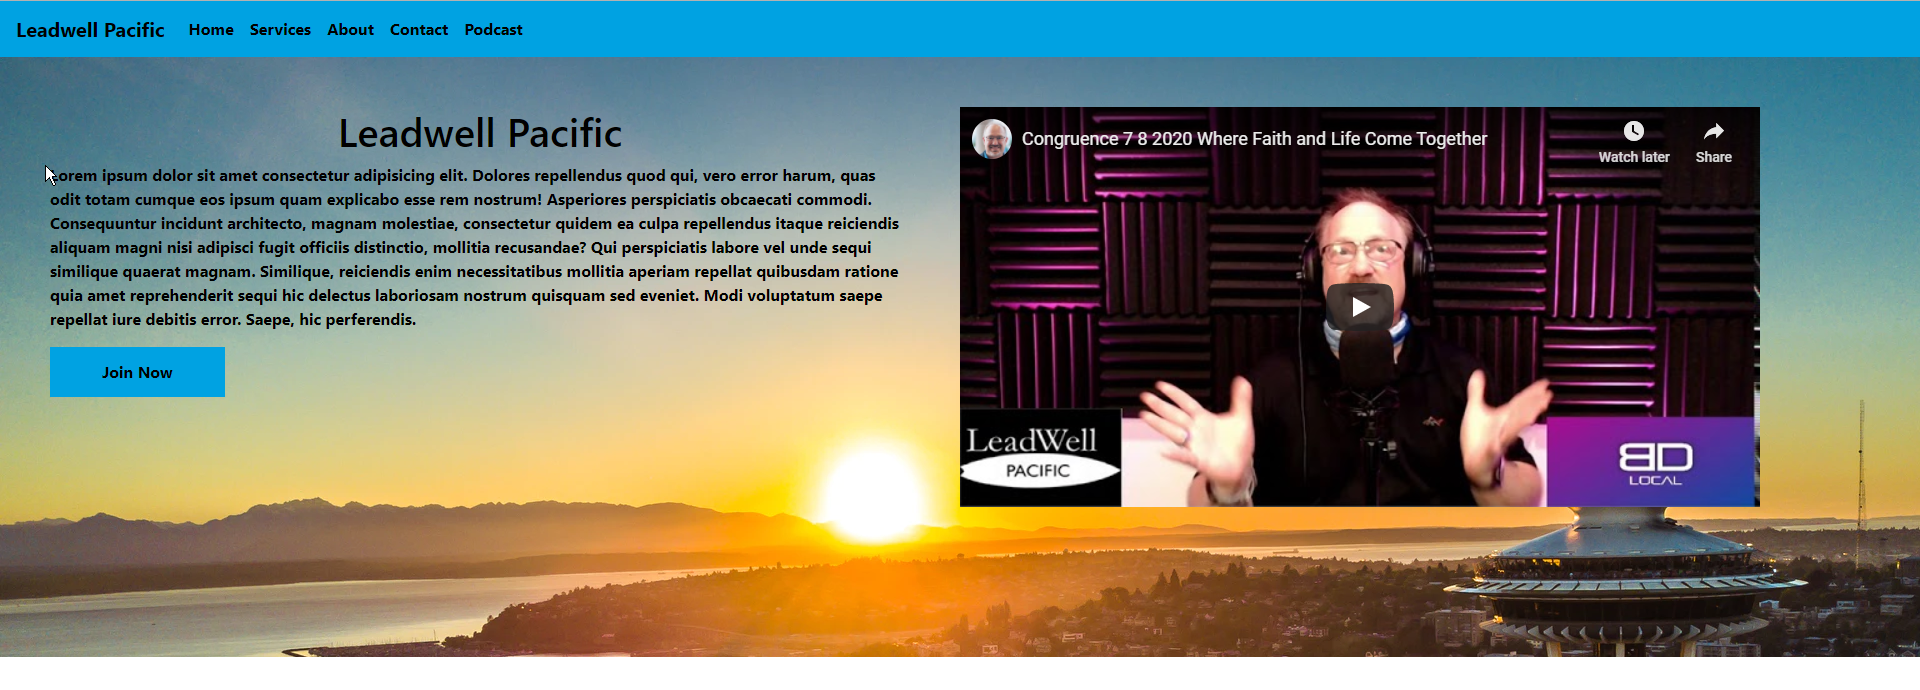 Leadwell Pacific Home Services About Contact Podcast
Leadwell Pacific
Lorem ipsum dolor sit amet consectetur adipisicing elit. Dolores repellendus quod qui, vero error harum, quas
odit totam cumque eos ipsum quam explicabo esse rem nostrum! Asperiores perspiciatis obcaecati commodi.
Consequuntur incidunt architecto, magnam molestiae, consectetur quidem ea culpa repellendus itaque reiciendis
aliquam magni nisi adipisci fugit officiis distinctio, mollitia recusandae? Qui perspiciatis labore vel unde sequi
similique quaerat magnam. Similique, reiciendis enim necessitatibus mollitia aperiam repellat quibusdam ratione
quia amet reprehenderit sequi hic delectus laboriosam nostrum quisquam sed eveniet. Modi voluptatum saepe
repellat iure debitis error. Saepe, hic perferendis.
Join Now
Congruence 7 8 2020 Where Faith and Life Come Together
Watch later Share
LeadWell
PACIFIC
BD
LOCAL